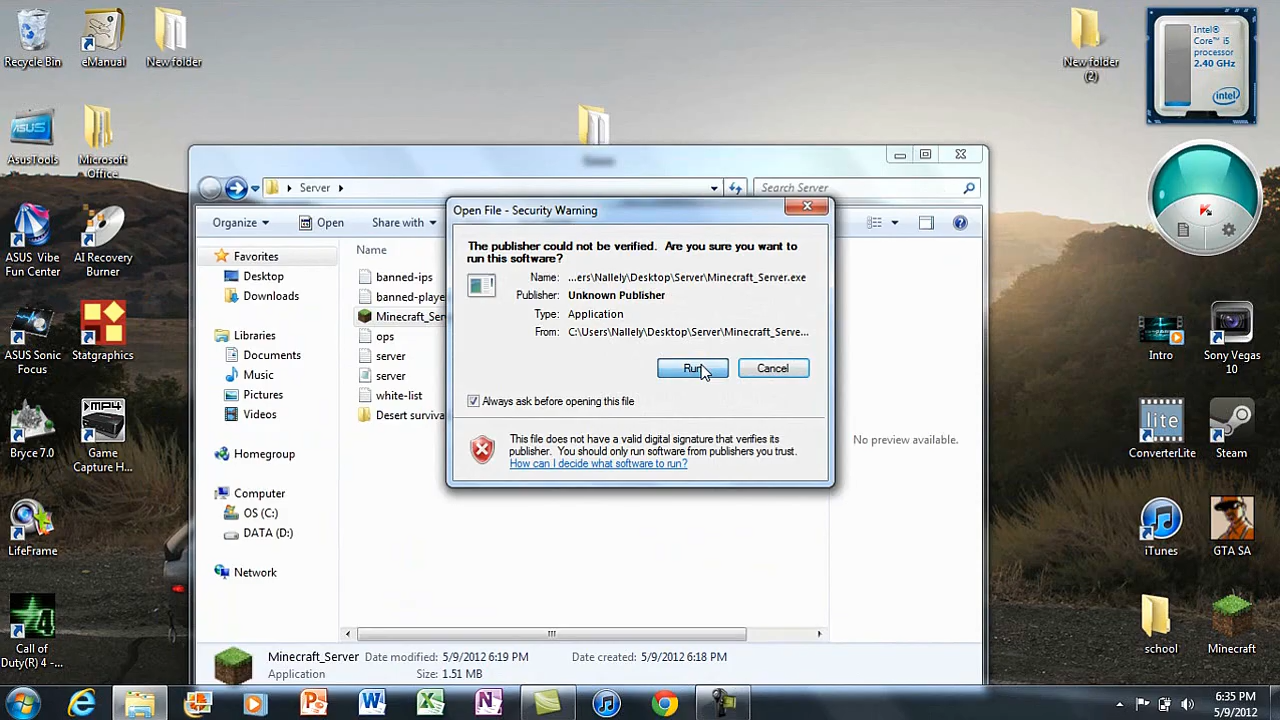 Recycle Bin
eManual
New folder
New folder
(2)
Intel®
Core™ i5
processor
2.40 GHz
intel
ASUS
AsusTools
Microsoft
Office
ASUS Vibe
Fun Center
AI Recovery
Burner
ASUS Sonic
Focus
Statgraphics
Bryce 7.0
MP4
Game
Capture H...
LifeFrame
Call of
Duty(R) 4 -...
Server
Search Server
Organize
Open
Share with
Favorites
Desktop
Downloads
Libraries
Documents
Music
Pictures
Videos
Homegroup
Computer
OS (C:)
DATA (D:)
Network
Name
banned-ips
banned-playe
Minecraft_Ser
ops
server
server
white-list
Desert surviva
No preview available.
Open File - Security Warning
The publisher could not be verified. Are you sure you want to
run this software?
Name: ...ers\Nallely\Desktop\Server\Minecraft_Server.exe
Publisher: Unknown Publisher
Type: Application
From: C:\Users\Nallely\Desktop\Server\Minecraft_Serve...
Run
Cancel
Always ask before opening this file
This file does not have a valid digital signature that verifies its
publisher. You should only run software from publishers you trust.
How can I decide what software to run?
Minecraft_Server Date modified: 5/9/2012 6:19 PM Date created: 5/9/2012 6:18 PM
Application Size: 1.51 MB
Intro
Sony Vegas
10
lite
ConverterLite
Steam
iTunes
GTA SA
school
Minecraft
6:35 PM
5/9/2012